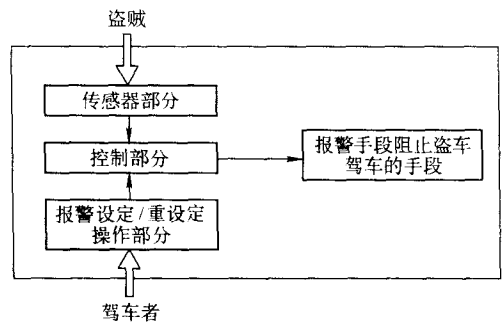 盗贼
传感器部分
控制部分
报警手段阻止盗车
驾车的手段
报警设定/重设定
操作部分
驾车者